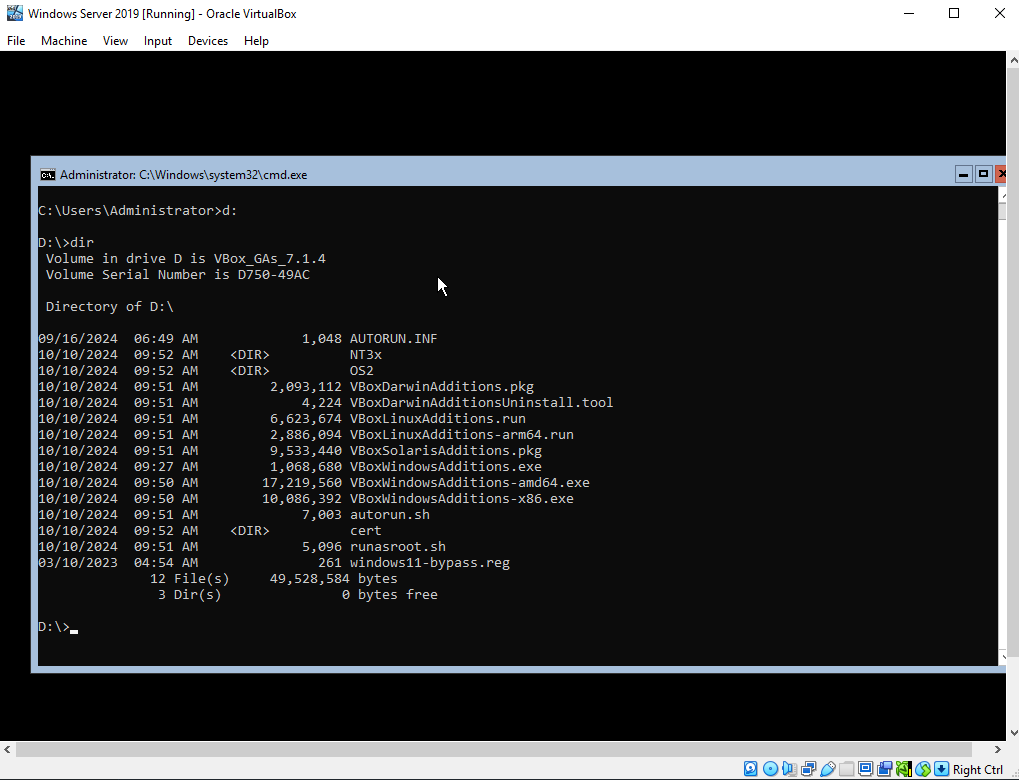 Windows Server 2019 [Running] - Oracle VirtualBox
File Machine View Input Devices Help
Administrator: C:\Windows\system32\cmd.exe
C:\Users\Administrator>d:
D:\>dir
Volume in drive D is VBox_GAs_7.1.4
Volume Serial Number is D750-49AC
Directory of D:\
09/16/2024  06:49 AM             1,048 AUTORUN.INF
10/10/2024  09:52 AM    <DIR>          NT3x
10/10/2024  09:52 AM    <DIR>          OS2
10/10/2024  09:51 AM         2,093,112 VBoxDarwinAdditions.pkg
10/10/2024  09:51 AM             4,224 VBoxDarwinAdditionsUninstall.tool
10/10/2024  09:51 AM         6,623,674 VBoxLinuxAdditions.run
10/10/2024  09:51 AM         2,886,094 VBoxLinuxAdditions-arm64.run
10/10/2024  09:51 AM         9,533,440 VBoxSolarisAdditions.pkg
10/10/2024  09:27 AM         1,068,680 VBoxWindowsAdditions.exe
10/10/2024  09:50 AM        17,219,560 VBoxWindowsAdditions-amd64.exe
10/10/2024  09:50 AM        10,086,392 VBoxWindowsAdditions-x86.exe
10/10/2024  09:51 AM             7,003 autorun.sh
10/10/2024  09:52 AM    <DIR>          cert
10/10/2024  09:51 AM             5,096 runasroot.sh
03/10/2023  04:54 AM               261 windows11-bypass.reg
12 File(s)     49,528,584 bytes
3 Dir(s)               0 bytes free
D:\>
Right Ctrl